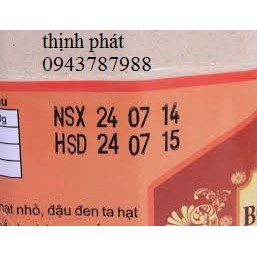 thịnh phát
0943787988
NSX 24 07 14
HSD 24 07 15
hạt nhỏ, đậu đen ta hạt